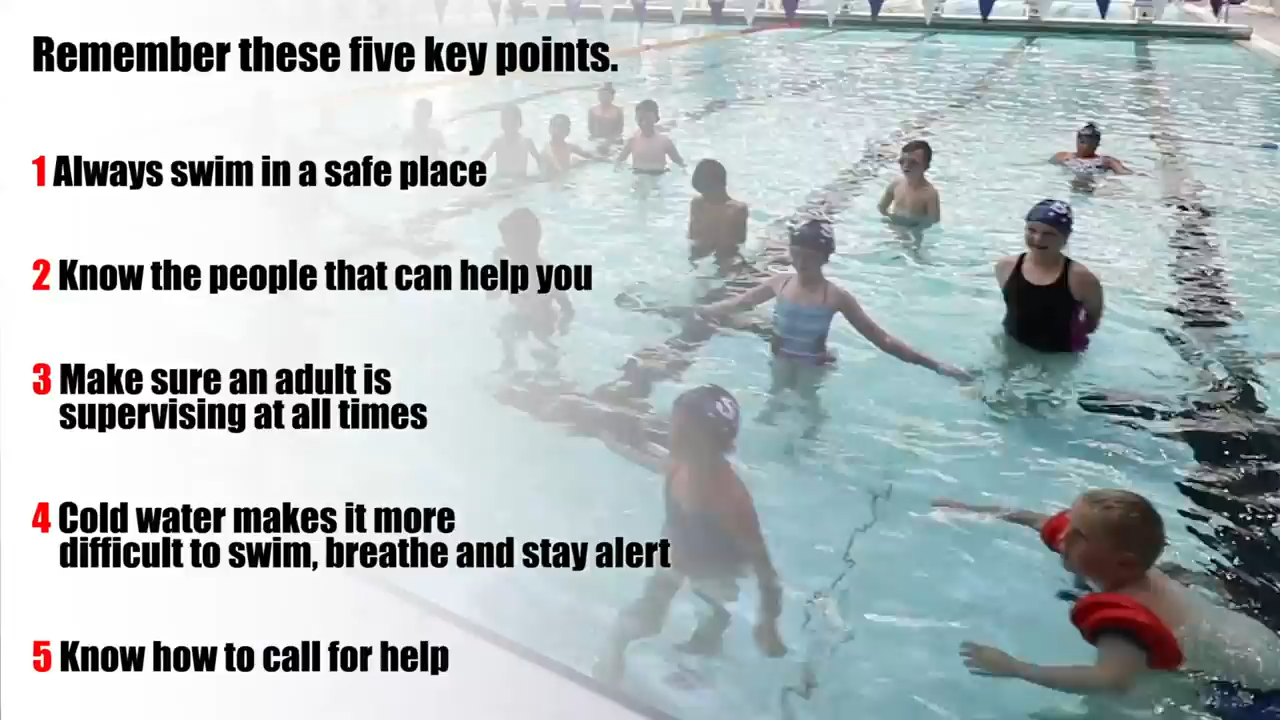 Remember these five key points.
1 Always swim in a safe place
2 Know the people that can help you
3 Make sure an adult is
supervising at all times
4 Cold water makes it more
difficult to swim, breathe and stay alert
5 Know how to call for help